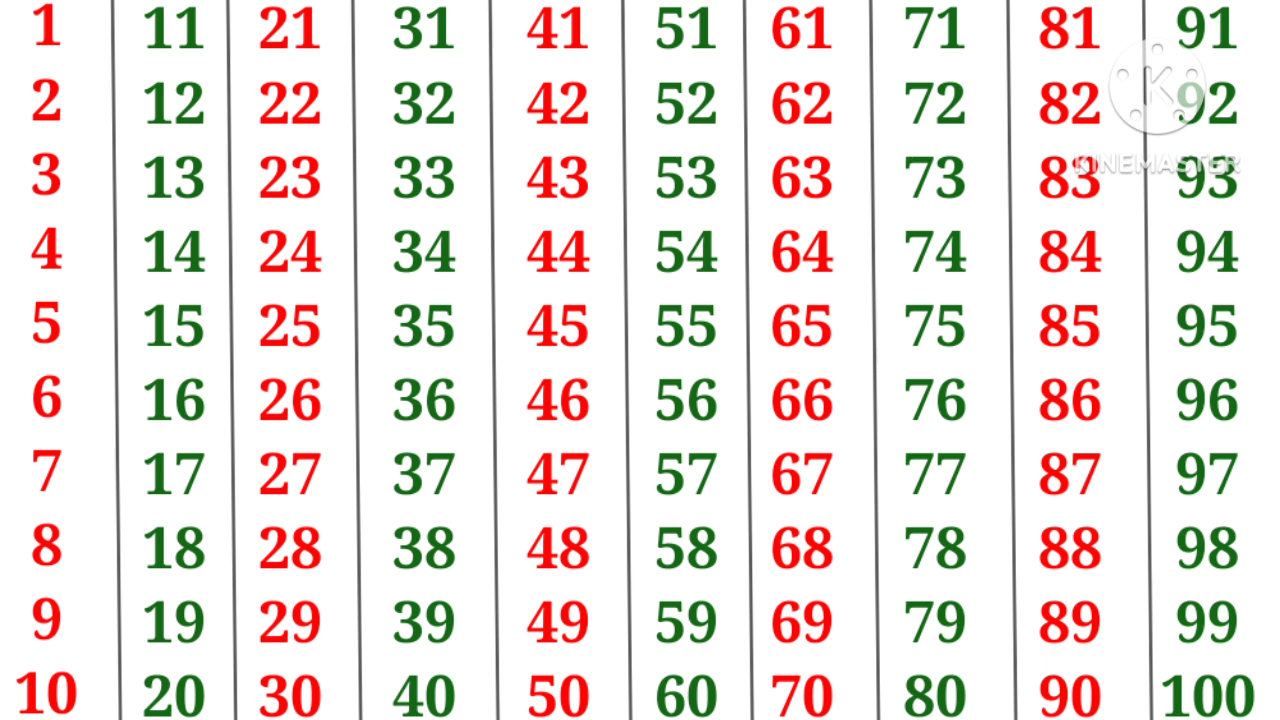 1 11 21 31 41 51 61 71 81 91
2 12 22 32 42 52 62 72 82 92
KINEMASTER
3 13 23 33 43 53 63 73 83 93
4 14 24 34 44 54 64 74 84 94
5 15 25 35 45 55 65 75 85 95
6 16 26 36 46 56 66 76 86 96
7 17 27 37 47 57 67 77 87 97
8 18 28 38 48 58 68 78 88 98
9 19 29 39 49 59 69 79 89 99
10 20 30 40 50 60 70 80 90 100